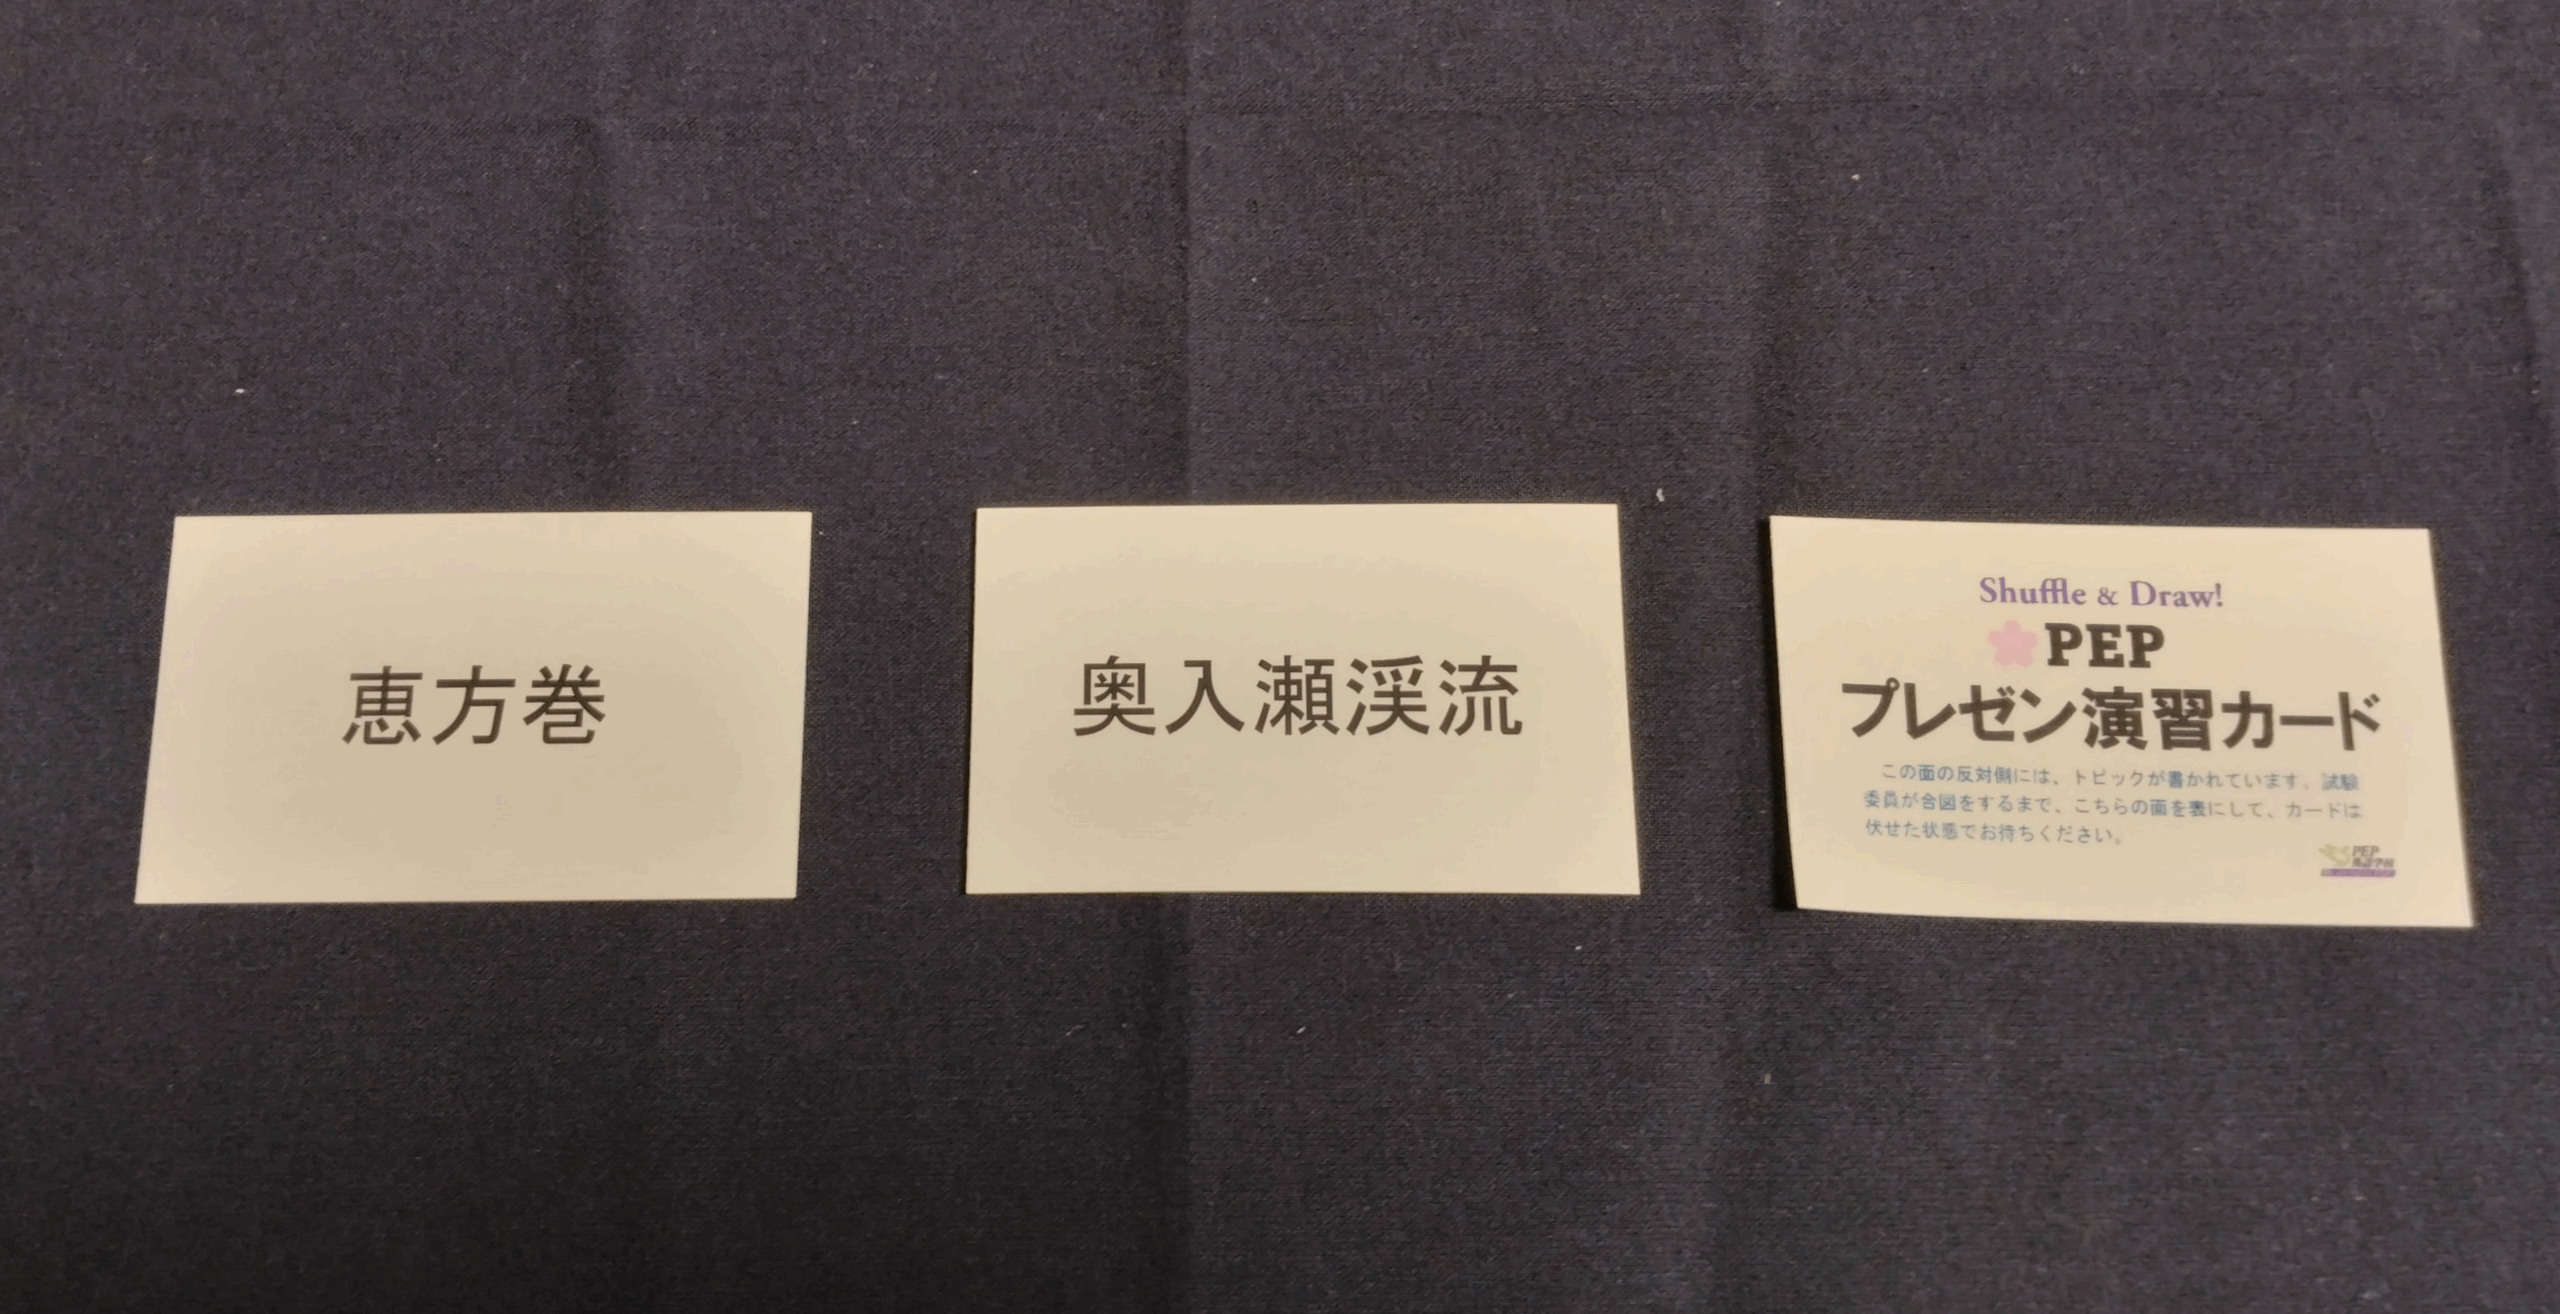 恵方巻
奥入瀬渓流
Shuffle & Draw!
PEP
プレゼン演習カード
この面の反対側には、トピックが書かれています。試験
委員が合図をするまで、こちらの面を表にして、カードは
伏せた状態でお待ちください。
PEP
英語学校